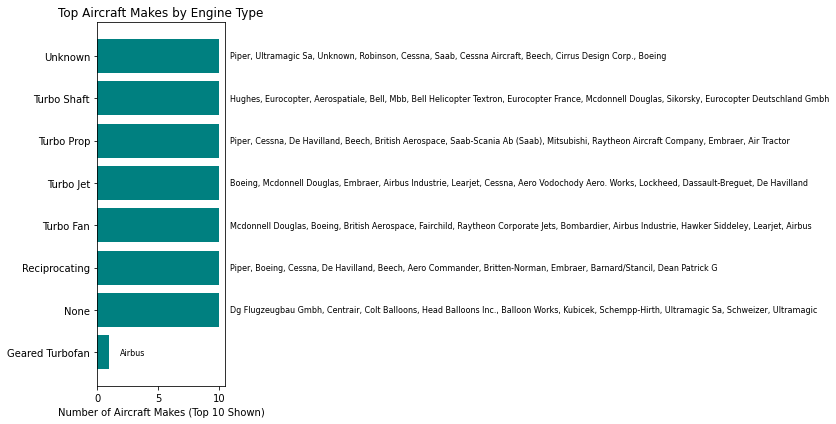 Top Aircraft Makes by Engine Type
Unknown Piper, Ultramagic Sa, Unknown, Robinson, Cessna, Saab, Cessna Aircraft, Beech, Cirrus Design Corp., Boeing
Turbo Shaft Hughes, Eurocopter, Aerospatiale, Bell, Mbb, Bell Helicopter Textron, Eurocopter France, Mcdonnell Douglas, Sikorsky, Eurocopter Deutschland Gmbh
Turbo Prop Piper, Cessna, De Havilland, Beech, British Aerospace, Saab-Scania Ab (Saab), Mitsubishi, Raytheon Aircraft Company, Embraer, Air Tractor
Turbo Jet Boeing, Mcdonnell Douglas, Embraer, Airbus Industrie, Learjet, Cessna, Aero Vodochody Aero. Works, Lockheed, Dassault-Breguet, De Havilland
Turbo Fan Mcdonnell Douglas, Boeing, British Aerospace, Fairchild, Raytheon Corporate Jets, Bombardier, Airbus Industrie, Hawker Siddeley, Learjet, Airbus
Reciprocating Piper, Boeing, Cessna, De Havilland, Beech, Aero Commander, Britten-Norman, Embraer, Barnard/Stancil, Dean Patrick G
None Dg Flugzeugbau Gmbh, Centrair, Colt Balloons, Head Balloons Inc., Balloon Works, Kubicek, Schempp-Hirth, Ultramagic Sa, Schweizer, Ultramagic
Geared Turbofan Airbus
0 5 10
Number of Aircraft Makes (Top 10 Shown)